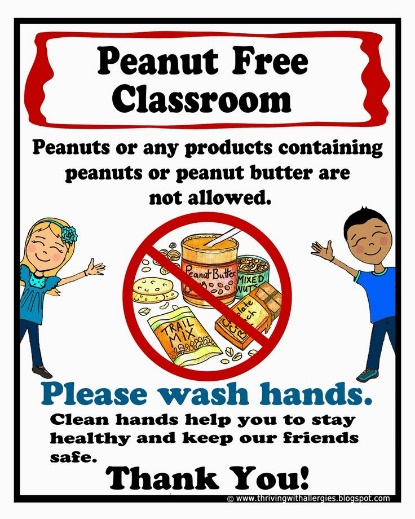 Peanut Free
Classroom
Peanuts or any products containing
peanuts or peanut butter are
not allowed.
Peanut Butter
MIXED
NUTS
TRAIL
MIX
Please wash hands.
Clean hands help you to stay
healthy and keep our friends
safe.
Thank You!
© www.thrivingwithallergies.blogspot.com